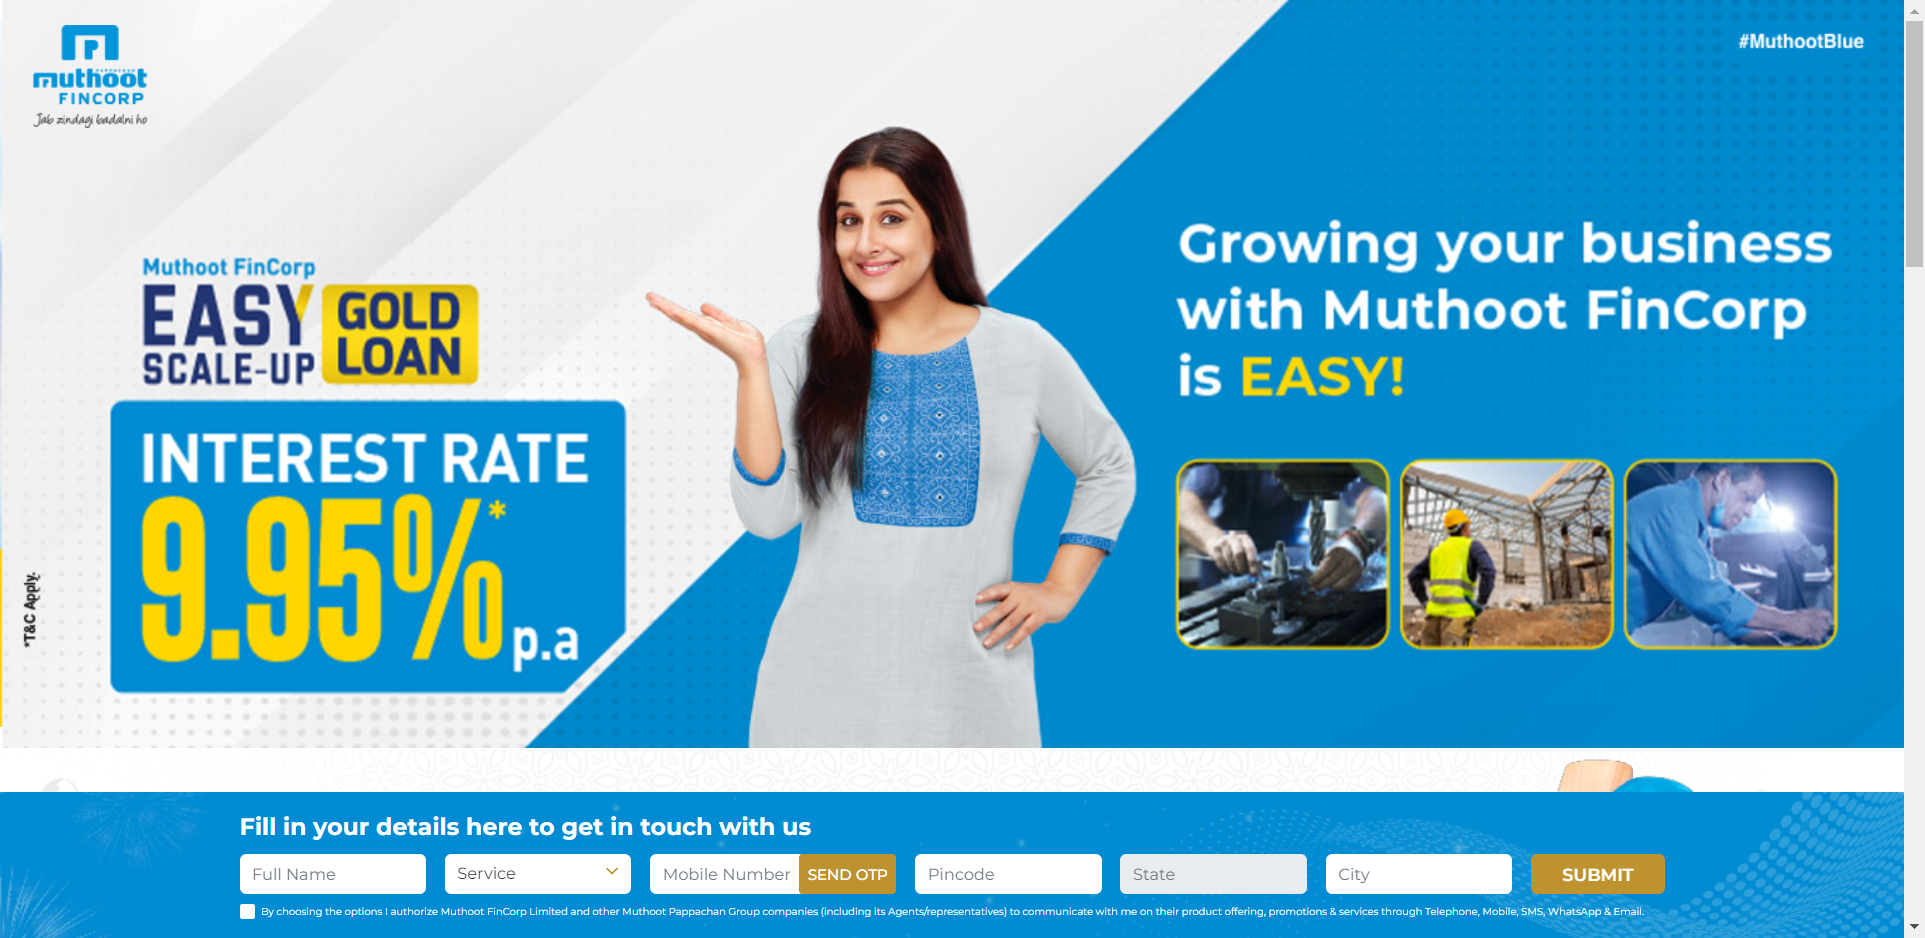 PAPPACHAN
muthoot
FINCORP
Jab zindagi badalni ho
#MuthootBlue
Muthoot FinCorp
EASY
SCALE-UP
GOLD
LOAN
INTEREST RATE
9.95%*
p.a
*T&C Apply.
Growing your business
with Muthoot FinCorp
is EASY!
Fill in your details here to get in touch with us
Full Name
Service
Mobile Number
SEND OTP
Pincode
State
City
SUBMIT
By choosing the options I authorize Muthoot FinCorp Limited and other Muthoot Pappachan Group companies (including its Agents/representatives) to communicate with me on their product offering, promotions & services through Telephone, Mobile, SMS, WhatsApp & Email.